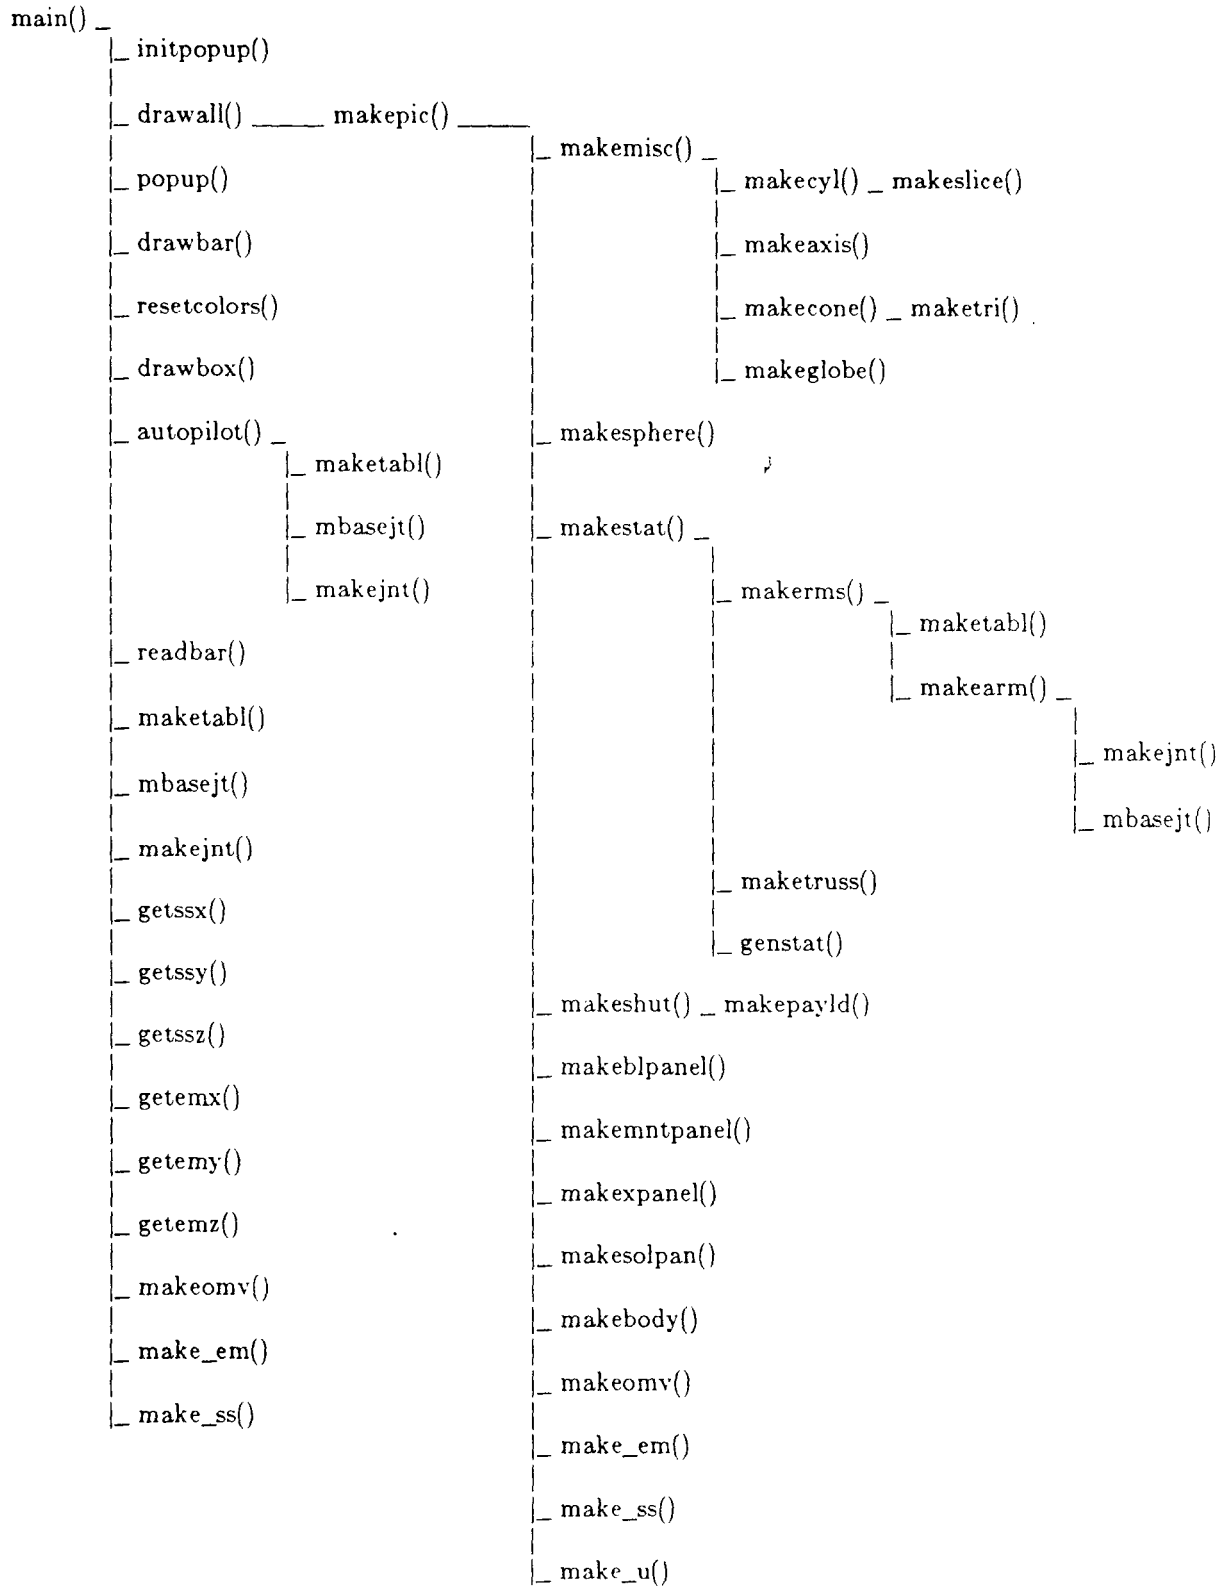 main()
initpopup()
drawall() makepic()
makemisc()
popup() makecyl() makeslice()
drawbar() makeaxis()
resetcolors() makecone() maketri()
drawbox() makeglobe()
autopilot() makesphere()
maketabl()
mbasejt() makestat()
makejnt() makerms()
maketabl()
readbar()
makearm()
maketabl()
makejnt()
mbasejt()
mbasejt()
makejnt()
maketruss()
getssx()
genstat()
getssy()
makeshut() makepayld()
getssz()
makeblpanel()
getemx()
makemntpanel()
getemy()
makexpanel()
getemz()
makesolpan()
makeomv()
makebody()
make_em()
makeomv()
make_ss()
make_em()
make_ss()
make_u()